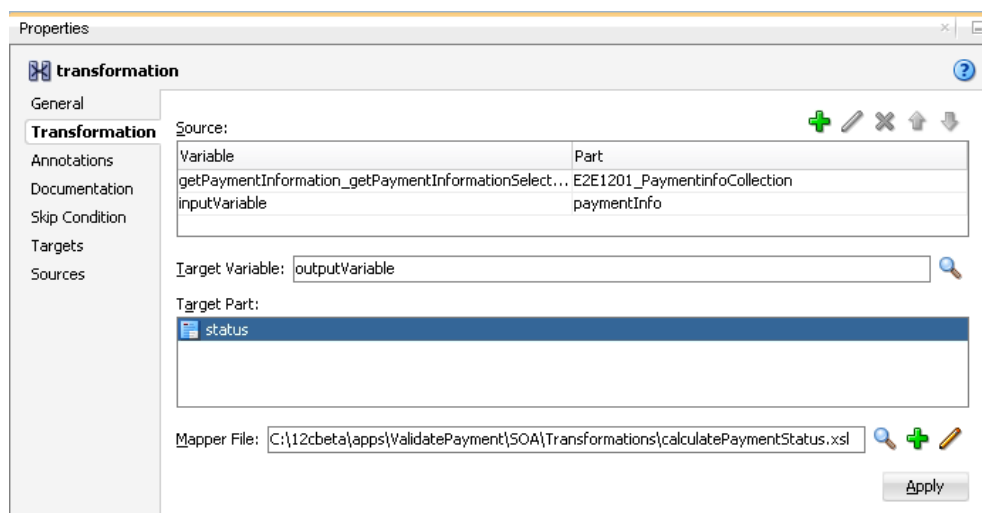 Properties
transformation
General
Transformation
Annotations
Documentation
Skip Condition
Targets
Sources
Source:
Variable Part
getPaymentInformation_getPaymentInformationSelect... E2E1201_PaymentinfoCollection
inputVariable paymentInfo
Target Variable: outputVariable
Target Part:
status
Mapper File: C:\12cbeta\apps\ValidatePayment\SOA\Transformations\calculatePaymentStatus.xsl
Apply